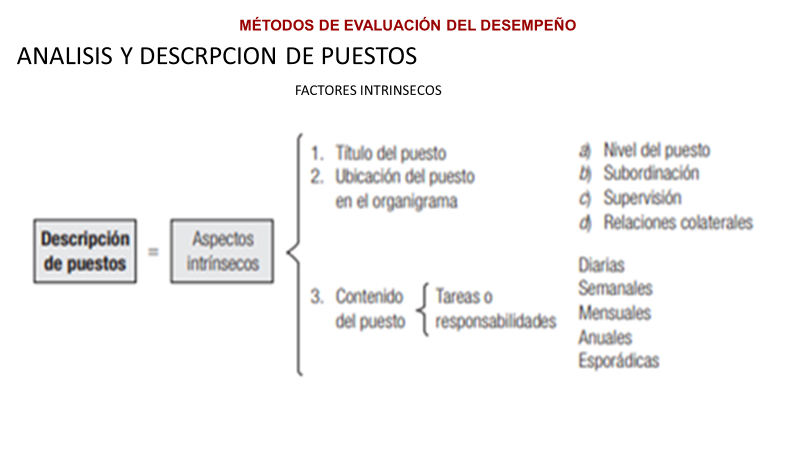 MÉTODOS DE EVALUACIÓN DEL DESEMPEÑO
ANALISIS Y DESCRPCION DE PUESTOS
FACTORES INTRINSECOS
Descripción
de puestos
=
Aspectos
intrínsecos
1. Título del puesto
2. Ubicación del puesto
en el organigrama
a) Nivel del puesto
b) Subordinación
c) Supervisión
d) Relaciones colaterales
3. Contenido
del puesto
Tareas o
responsabilidades
Diarias
Semanales
Mensuales
Anuales
Esporádicas